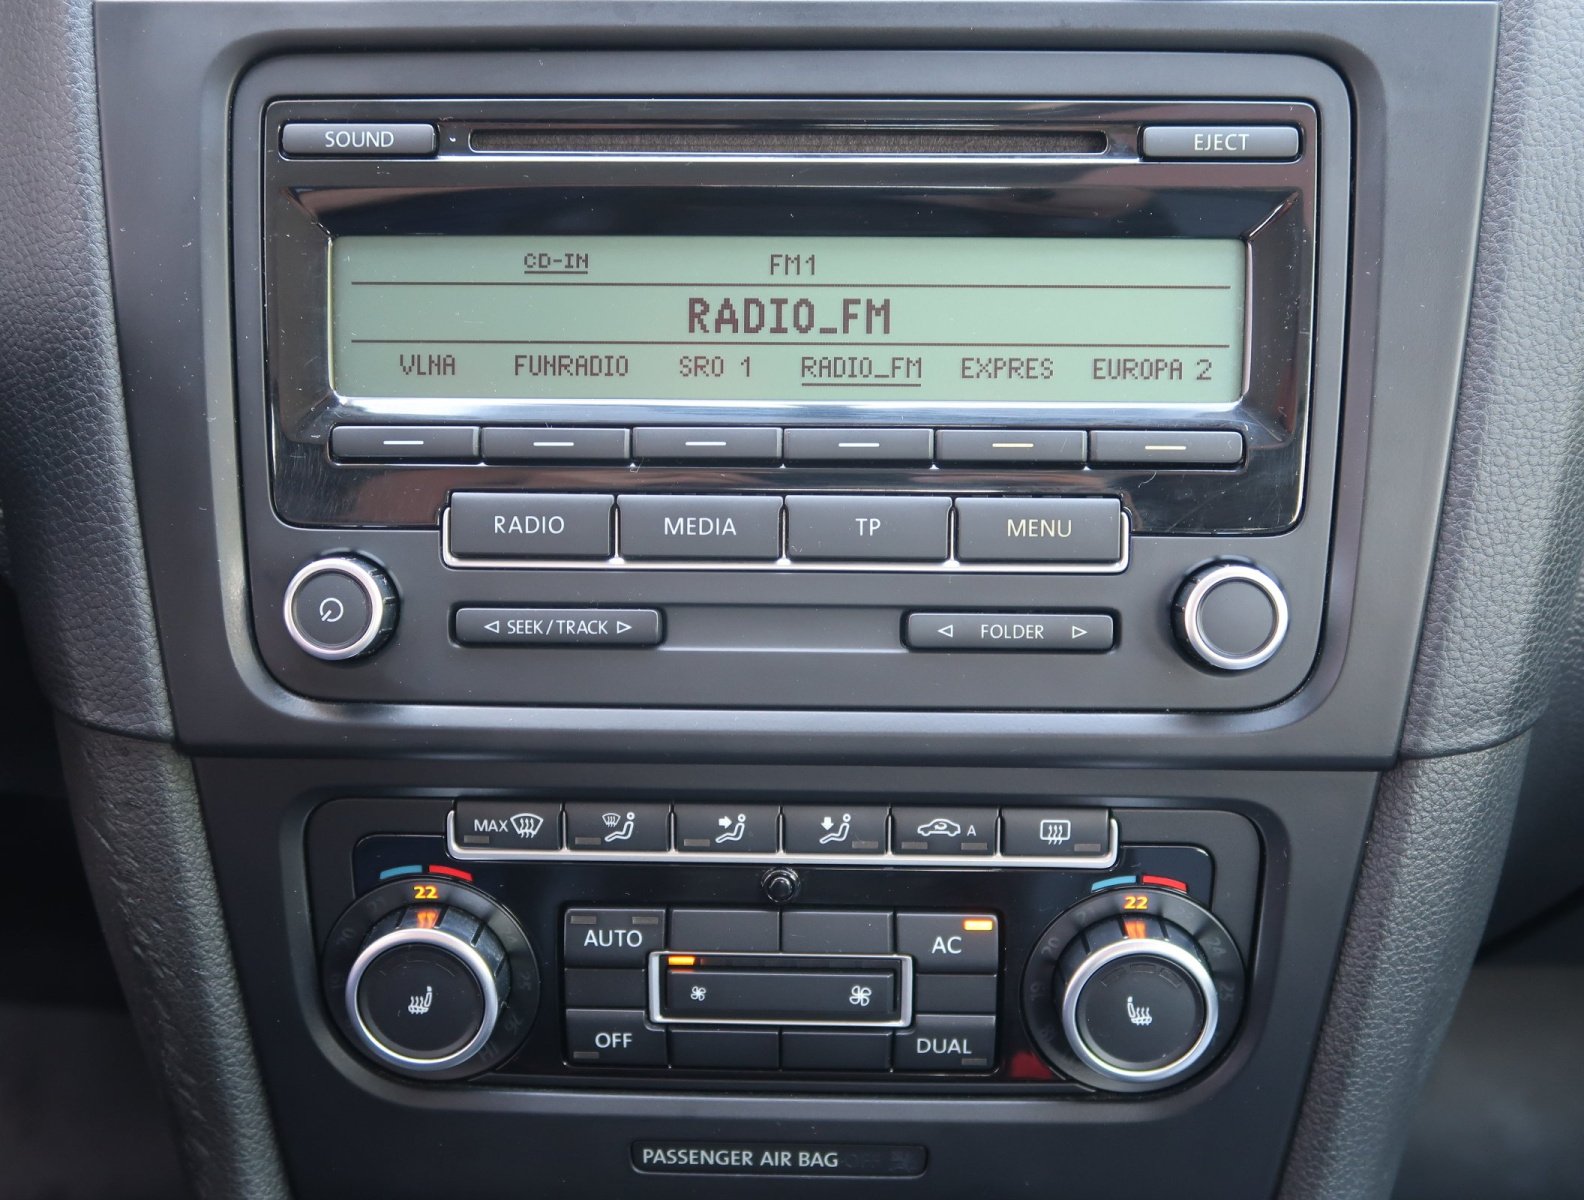 SOUND EJECT
CD-IN FM1
RADIO_FM
VLNA FUNRADIO SRO 1 RADIO_FM EXPRES EUROPA 2
RADIO MEDIA TP MENU
SEEK / TRACK FOLDER
MAX A
22 22
AUTO AC
OFF DUAL
PASSENGER AIR BAG